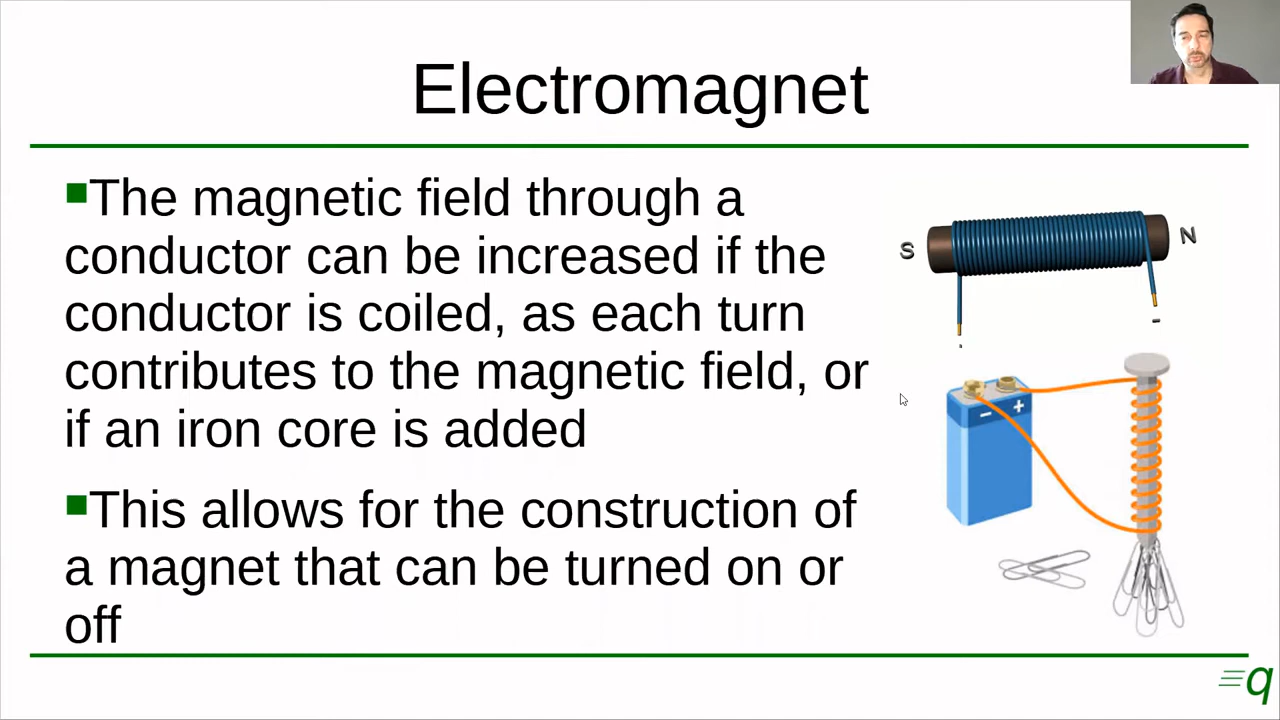 Electromagnet
■The magnetic field through a
conductor can be increased if the
conductor is coiled, as each turn
contributes to the magnetic field, or
if an iron core is added
■This allows for the construction of
a magnet that can be turned on or
off
S
N
-
- +
q